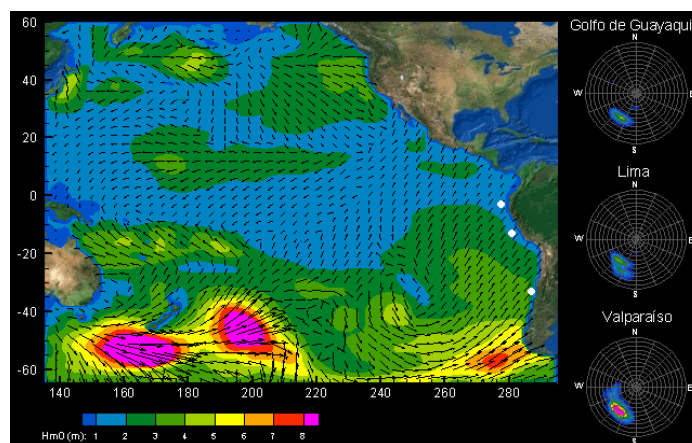 60
40
20
0
-20
-40
-60
140 160 180 200 220 240 260 280
Hm0 (m): 1 2 3 4 5 6 7 8
Golfo de Guayaqui
N
W E
S
Lima
N
W E
S
Valparaíso
N
W E
S